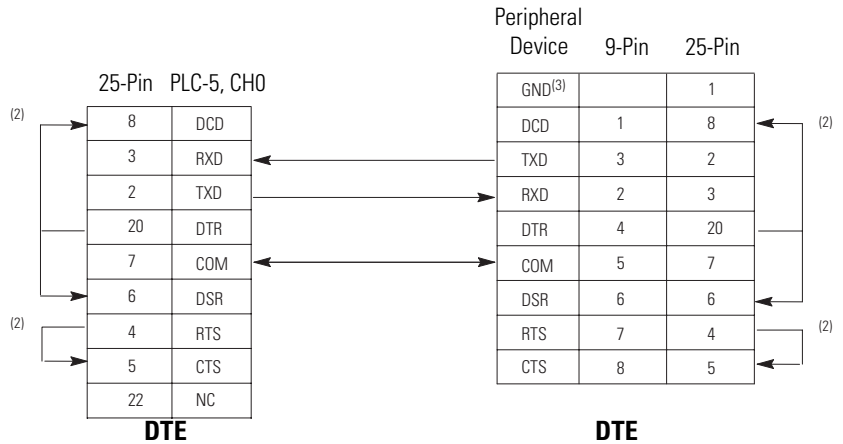 Peripheral
Device 9-Pin 25-Pin
GND(3) 1
DCD 1 8
TXD 3 2
RXD 2 3
DTR 4 20
COM 5 7
DSR 6 6
RTS 7 4
CTS 8 5
DTE
(2)
(2)
25-Pin PLC-5, CH0
8 DCD
3 RXD
2 TXD
20 DTR
7 COM
6 DSR
4 RTS
5 CTS
22 NC
DTE
(2)
(2)